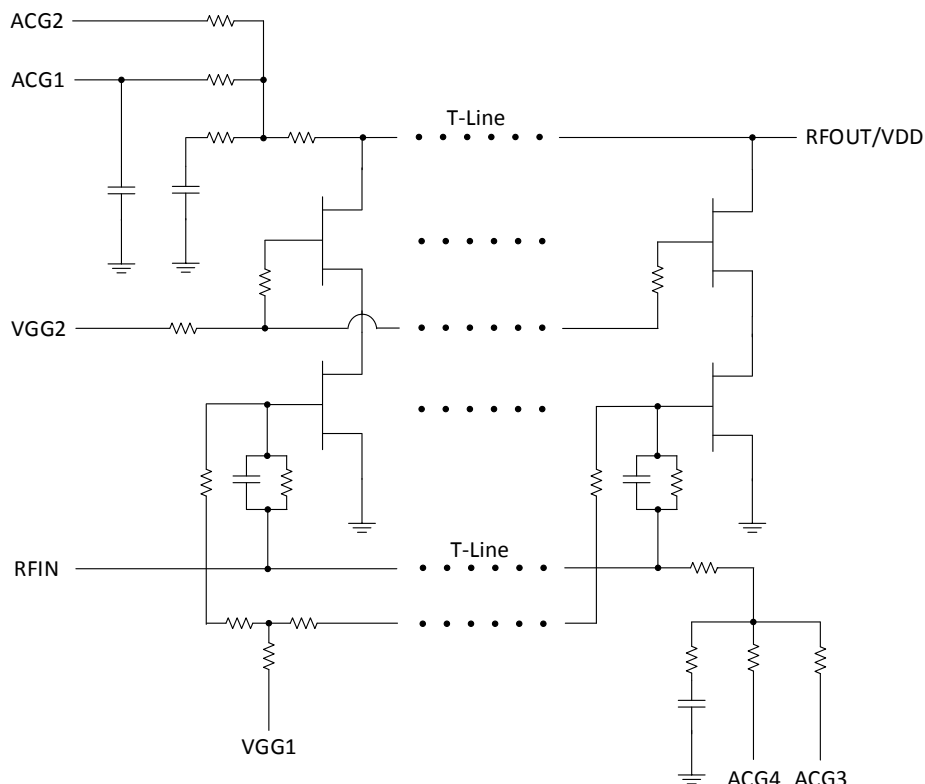 ACG2
ACG1
T-Line
RFOUT/VDD
VGG2
T-Line
RFIN
VGG1
ACG4 ACG3